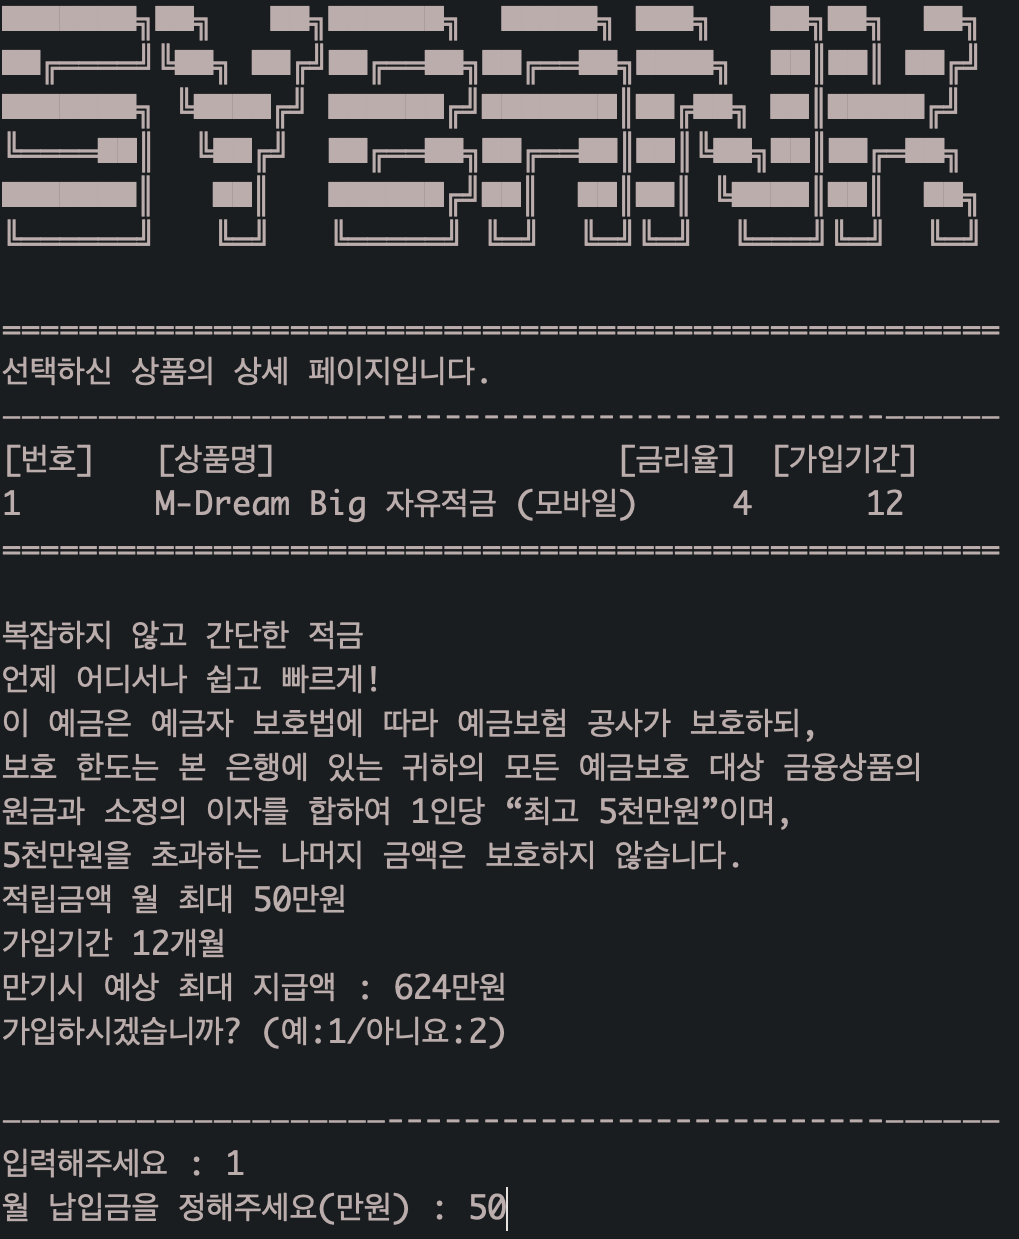 SYBANK
==================================================== 
선택하신 상품의 상세 페이지입니다.
----------------------------------------------------
[번호] [상품명] [금리율] [가입기간]
1 M-Dream Big 자유적금 (모바일) 4 12
====================================================
복잡하지 않고 간단한 적금
언제 어디서나 쉽고 빠르게!
이 예금은 예금자 보호법에 따라 예금보험 공사가 보호하되,
보호 한도는 본 은행에 있는 귀하의 모든 예금보호 대상 금융상품의
원금과 소정의 이자를 합하여 1인당 “최고 5천만원”이며,
5천만원을 초과하는 나머지 금액은 보호하지 않습니다.
적립금액 월 최대 50만원
가입기간 12개월
만기시 예상 최대 지급액 : 624만원
가입하시겠습니까? (예:1/아니요:2)
----------------------------------------------------
입력해주세요 : 1
월 납입금을 정해주세요(만원) : 50